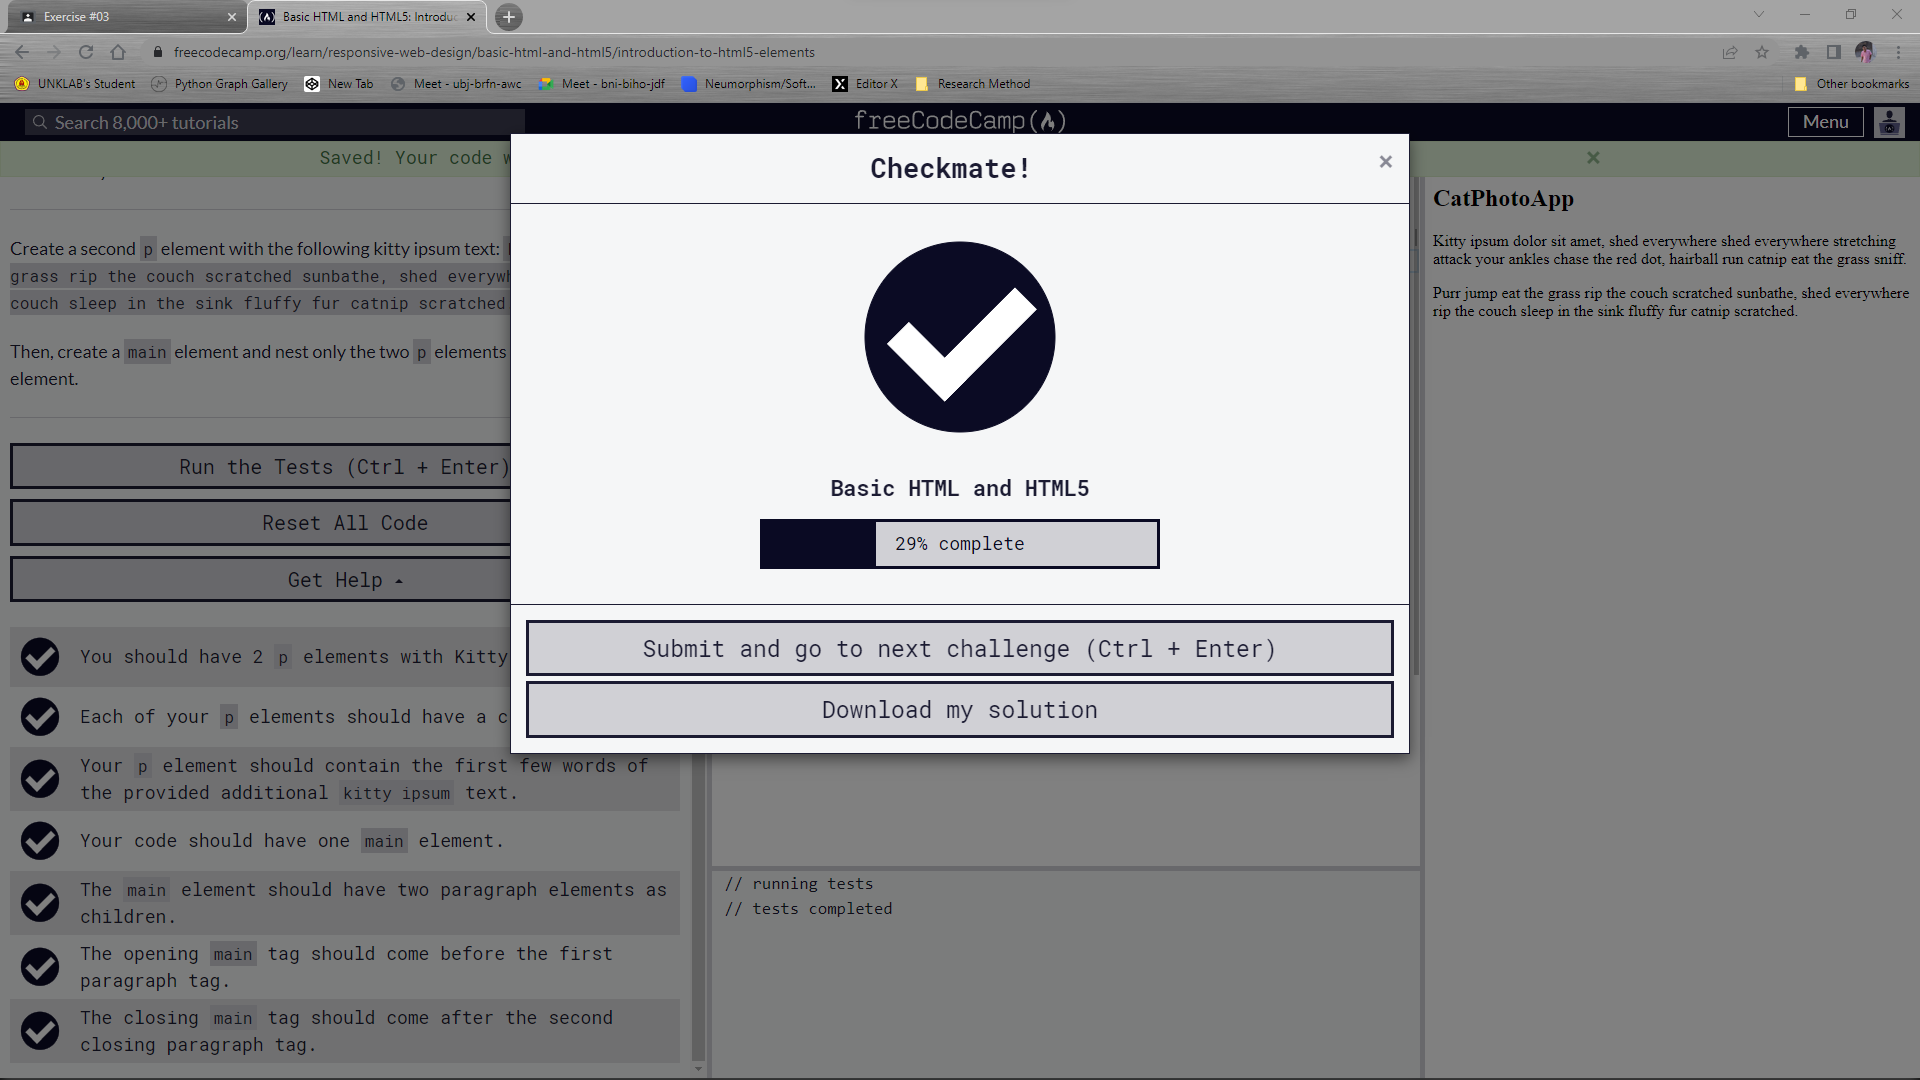 Exercise #03
Basic HTML and HTML5: Introduc
freecodecamp.org/learn/responsive-web-design/basic-html-and-html5/introduction-to-html5-elements
UNKLAB's Student
Python Graph Gallery
New Tab
Meet - ubj-brfn-awc
Meet - bni-biho-jdf
Neumorphism/Soft...
Editor X
Research Method
Other bookmarks
Search 8,000+ tutorials
freeCodeCamp(🔥)
Menu
Saved! Your code
Create a second p element with the following kitty ipsum text:
grass rip the couch scratched sunbathe, shed everywh
couch sleep in the sink fluffy fur catnip scratched
Then, create a main element and nest only the two p elements
element.
Run the Tests (Ctrl + Enter)
Reset All Code
Get Help
You should have 2 p elements with Kitty
Each of your p elements should have a c
Your p element should contain the first few words of
the provided additional kitty ipsum text.
Your code should have one main element.
The main element should have two paragraph elements as
children.
The opening main tag should come before the first
paragraph tag.
The closing main tag should come after the second
closing paragraph tag.
Checkmate!
×
Basic HTML and HTML5
29% complete
Submit and go to next challenge (Ctrl + Enter)
Download my solution
// running tests
// tests completed
CatPhotoApp
Kitty ipsum dolor sit amet, shed everywhere shed everywhere stretching
attack your ankles chase the red dot, hairball run catnip eat the grass sniff.
Purr jump eat the grass rip the couch scratched sunbathe, shed everywhere
rip the couch sleep in the sink fluffy fur catnip scratched.